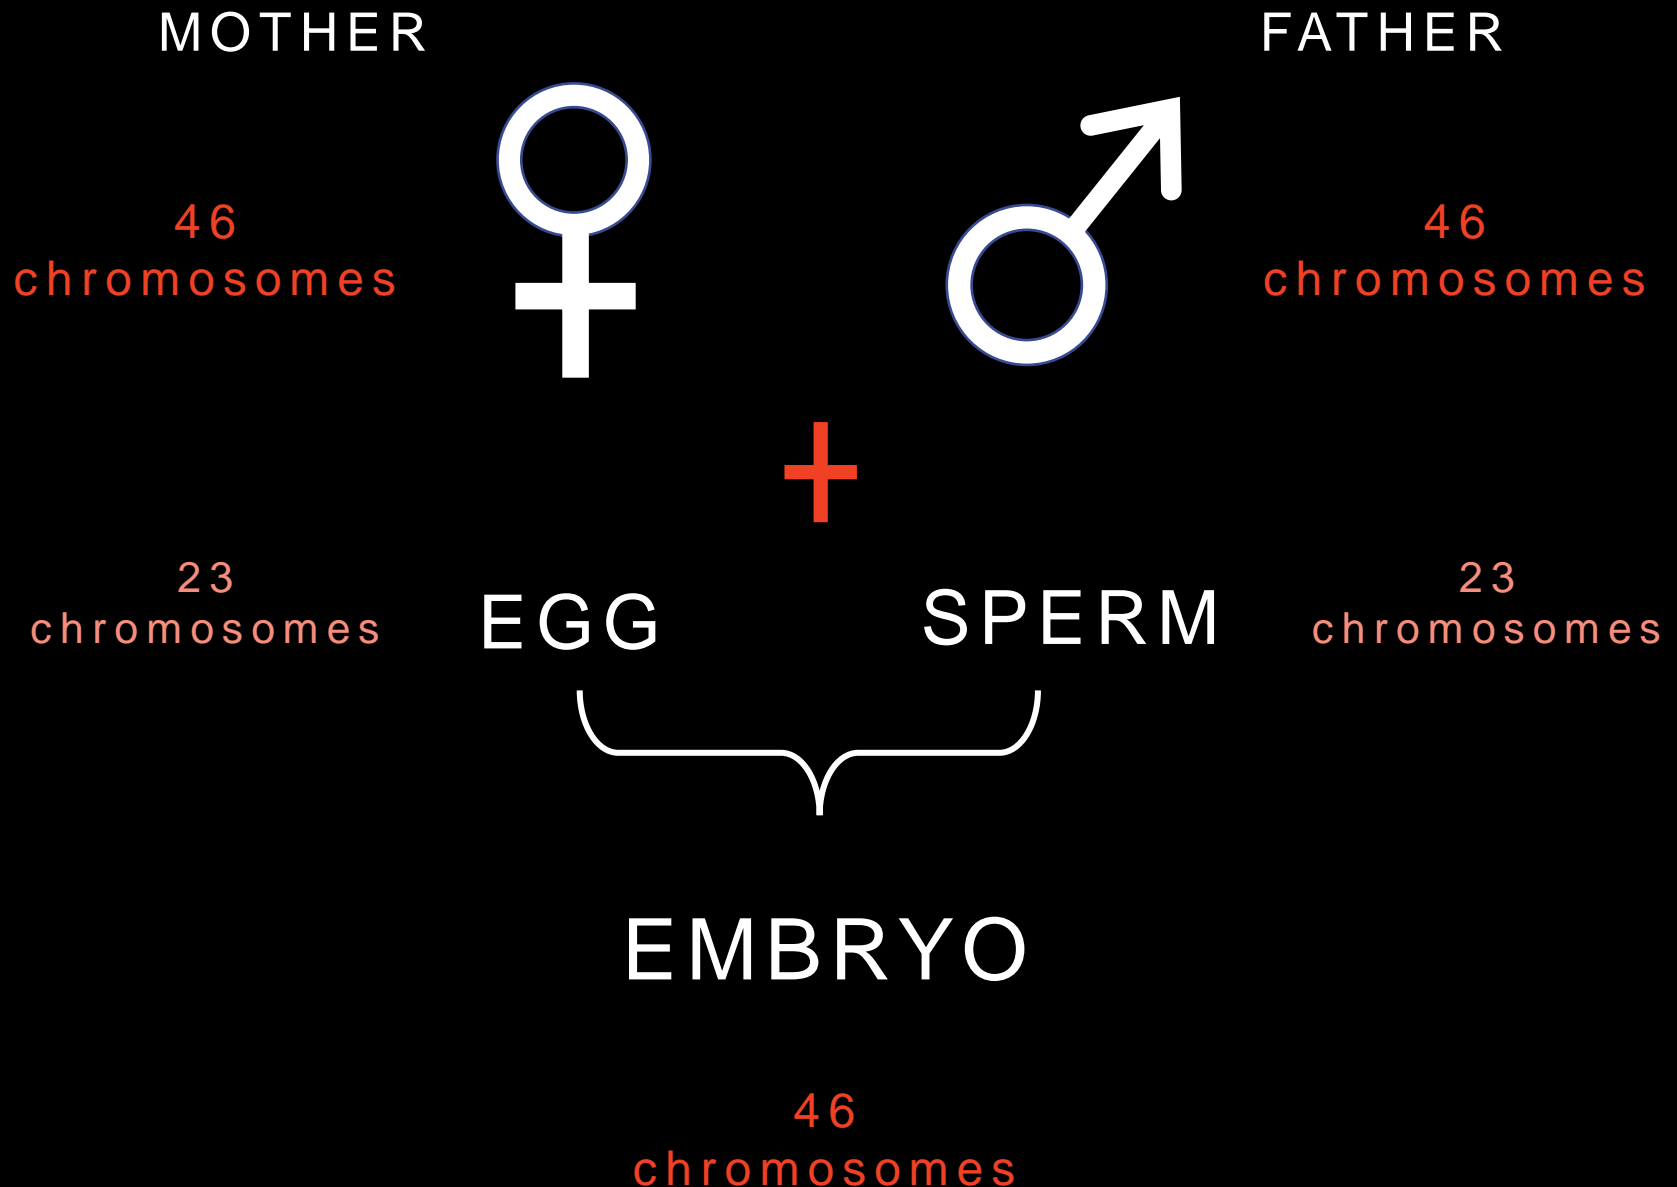 MOTHER
FATHER
46
chromosomes
46
chromosomes
+
23
chromosomes
EGG
SPERM
23
chromosomes
EMBRYO
46
chromosomes